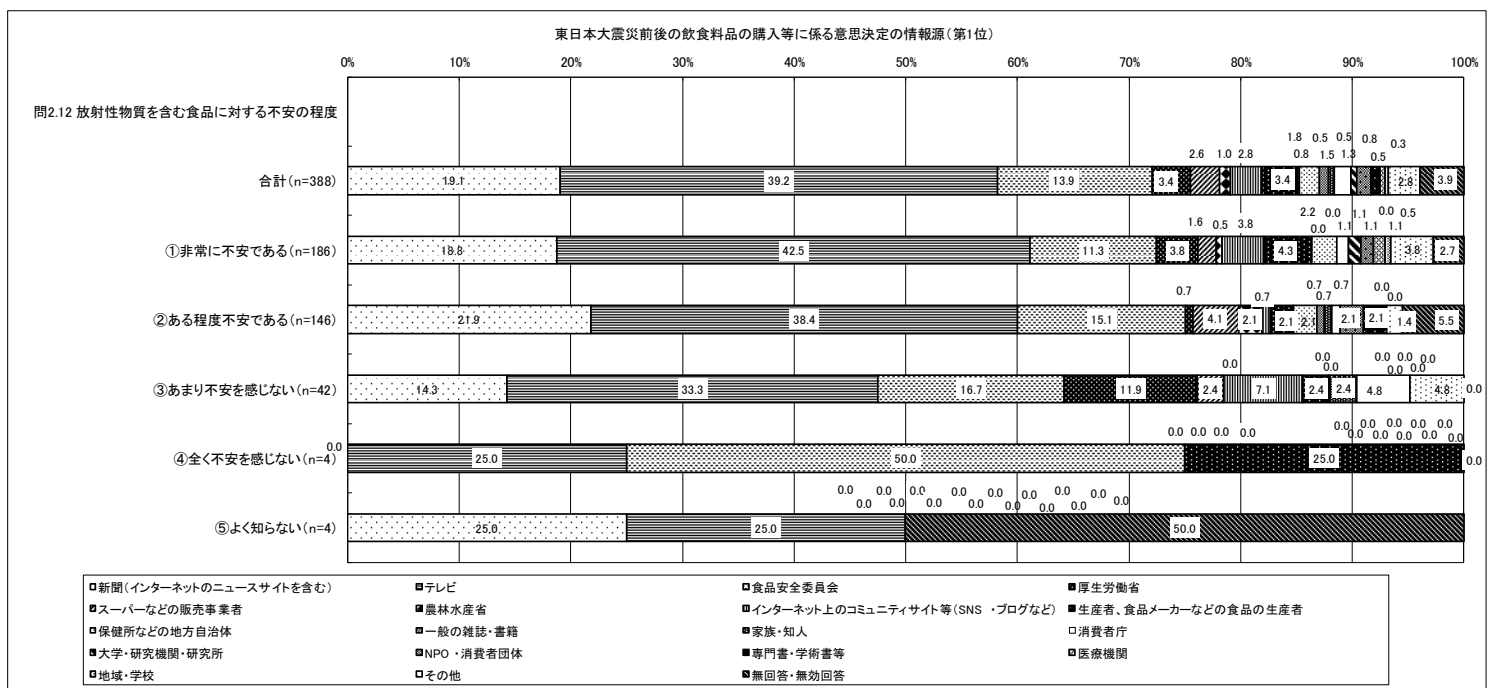 東日本大震災前後の飲食料品の購入等に係る意思決定の情報源（第1位）
0% 10% 20% 30% 40% 50% 60% 70% 80% 90% 100%
問2.12 放射性物質を含む食品に対する不安の程度
1.8 0.5 0.5 0.8 0.3
2.6 1.0 2.8 0.8 1.5 1.3 0.5
合計（n=388） 19.1 39.2 13.9 3.4 3.4 2.8 3.9
2.2 0.0 1.1 0.0 0.5
1.6 0.5 3.8 0.0 1.1 1.1 1.1
①非常に不安である（n=186） 18.8 42.5 11.3 3.8 4.3 3.8 2.7
0.7 0.7 0.0
0.7 0.7 0.7 0.0
②ある程度不安である（n=146） 21.9 38.4 15.1 4.1 2.1 2.1 2.1 2.1 2.1 1.4 5.5
0.0 0.0 0.0 0.0
0.0 0.0 0.0 0.0
③あまり不安を感じない（n=42） 14.3 33.3 16.7 11.9 2.4 7.1 2.4 2.4 4.8 4.8 0.0
0.0 0.0 0.0 0.0
0.0 0.0 0.0 0.0 0.0 0.0 0.0 0.0
0.0
④全く不安を感じない（n=4） 25.0 50.0 25.0 0.0
0.0 0.0 0.0 0.0 0.0 0.0 0.0 0.0
0.0 0.0 0.0 0.0 0.0 0.0 0.0 0.0
⑤よく知らない（n=4） 25.0 25.0 50.0
新聞（インターネットのニュースサイトを含む） テレビ 食品安全委員会 厚生労働省
スーパーなどの販売事業者 農林水産省 インターネット上のコミュニティサイト等（SNS ・ブログなど） 生産者、食品メーカーなどの食品の生産者
保健所などの地方自治体 一般の雑誌・書籍 家族・知人 消費者庁
大学・研究機関・研究所 NPO ・消費者団体 専門書・学術書等 医療機関
地域・学校 その他 無回答・無効回答